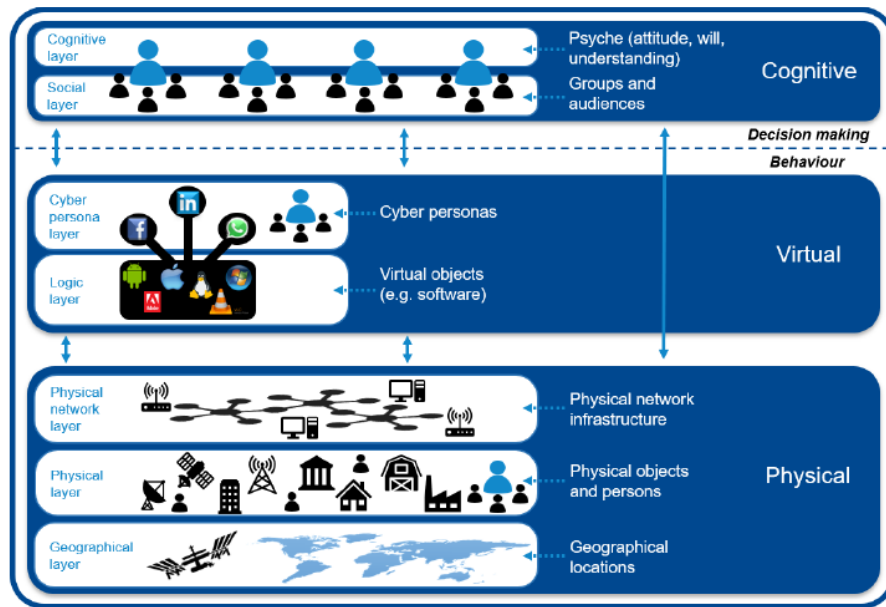 Cognitive
layer
Psyche (attitude, will,
understanding)
Cognitive
Social
layer
Groups and
audiences
Decision making
Behaviour
Cyber
persona
layer
in
f
Cyber personas
Virtual
Logic
layer
Adobe
Virtual objects
(e.g. software)
Physical
network
layer
Physical network
infrastructure
Physical
layer
Physical objects
and persons
Physical
Geographical
layer
Geographical
locations